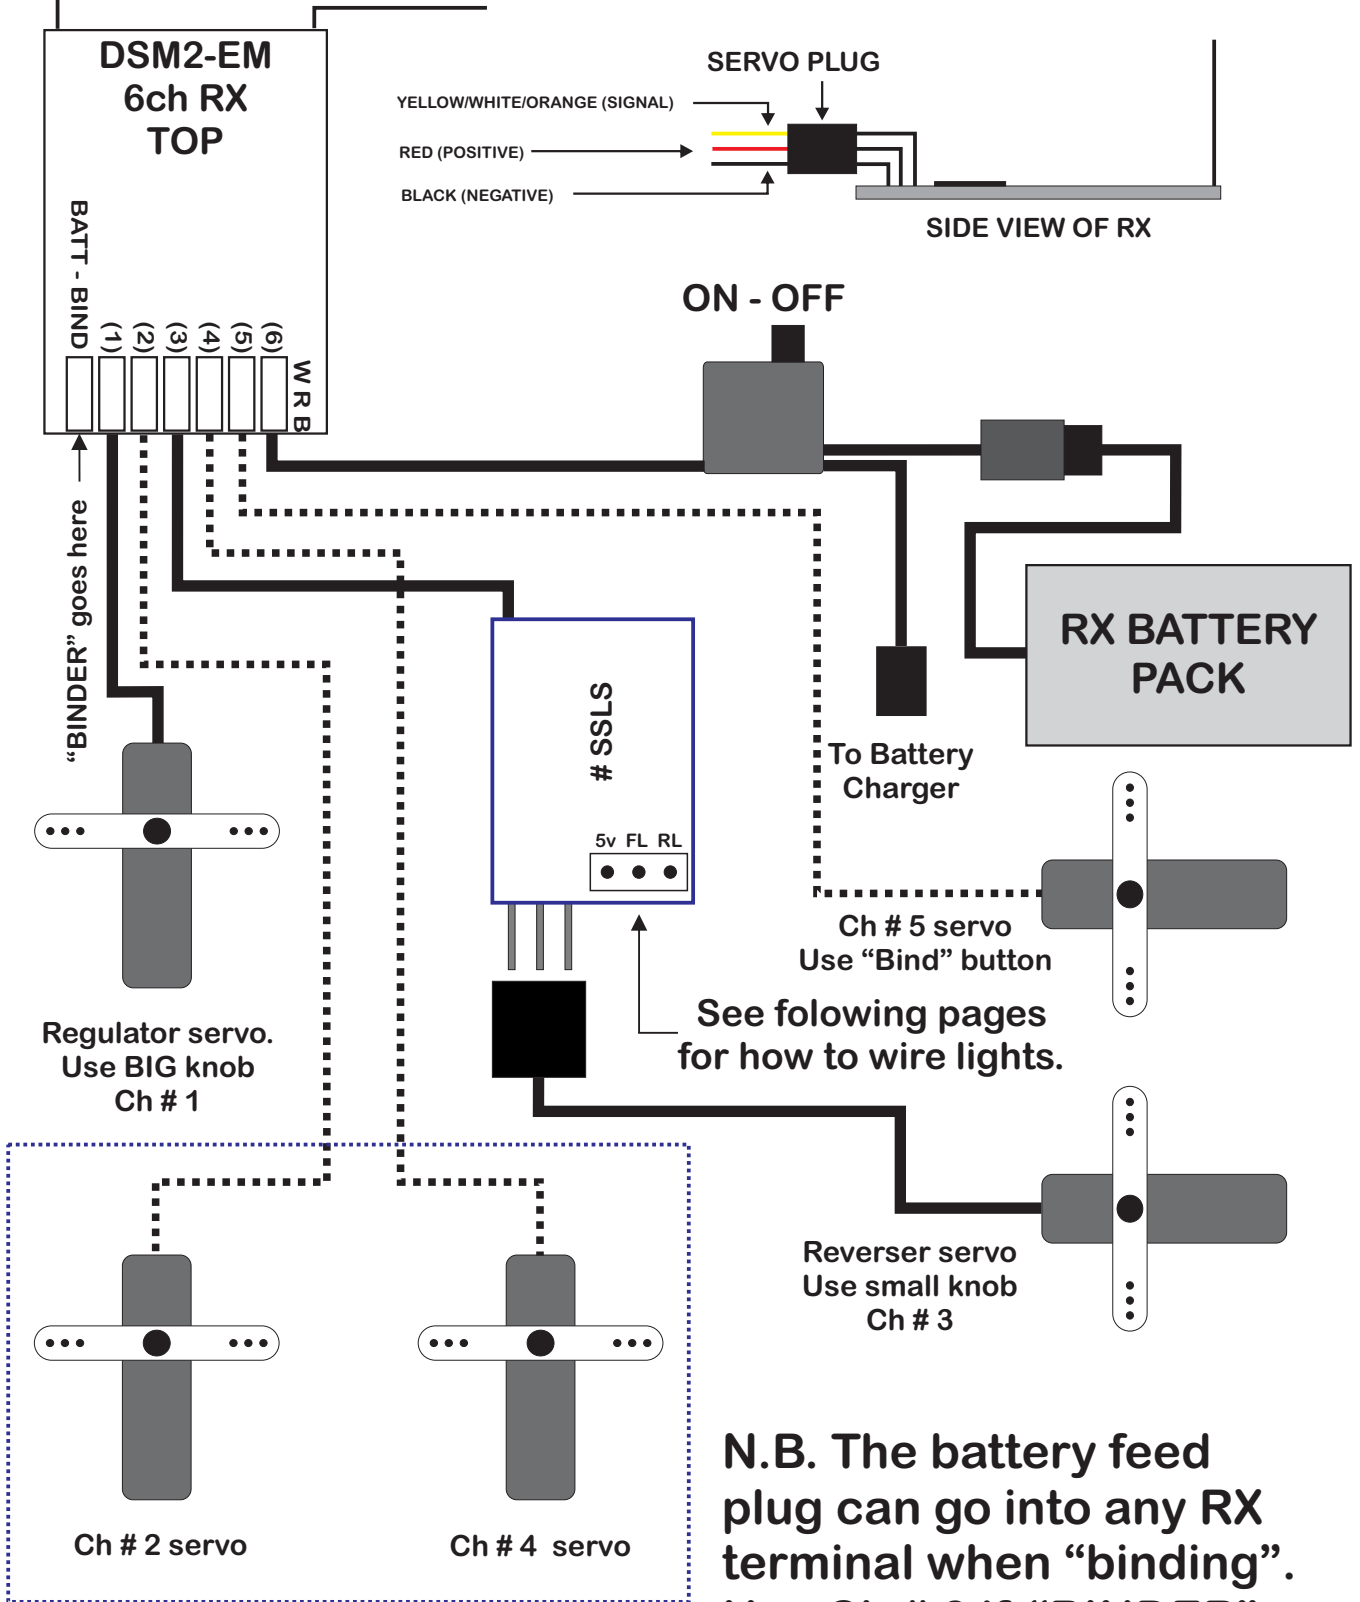 DSM2-EM
6ch RX
TOP
BATT - BIND
(1)
(2)
(3)
(4)
(5)
(6)
W R B
"BINDER" goes here
SERVO PLUG
YELLOW/WHITE/ORANGE (SIGNAL)
RED (POSITIVE)
BLACK (NEGATIVE)
SIDE VIEW OF RX
ON - OFF
RX BATTERY
PACK
To Battery
Charger
# SSLS
5v FL RL
Ch # 5 servo
Use “Bind” button
See folowing pages
for how to wire lights.
Regulator servo.
Use BIG knob
Ch # 1
Reverser servo
Use small knob
Ch # 3
Ch # 2 servo
Ch # 4 servo
N.B. The battery feed
plug can go into any RX
terminal when “binding”.